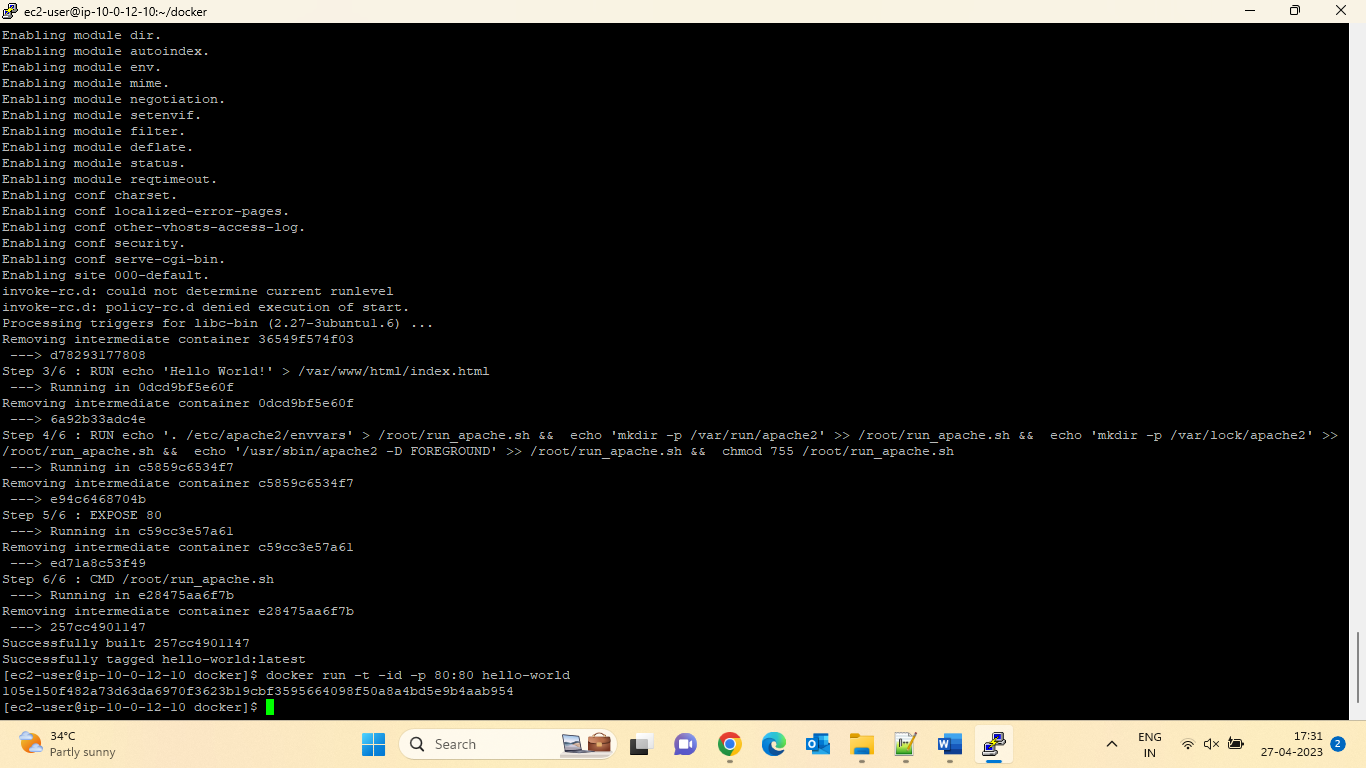 ec2-user@ip-10-0-12-10:~/docker
Enabling module dir.
Enabling module autoindex.
Enabling module env.
Enabling module mime.
Enabling module negotiation.
Enabling module setenvif.
Enabling module filter.
Enabling module deflate.
Enabling module status.
Enabling module reqtimeout.
Enabling conf charset.
Enabling conf localized-error-pages.
Enabling conf other-vhosts-access-log.
Enabling conf security.
Enabling conf serve-cgi-bin.
Enabling site 000-default.
invoke-rc.d: could not determine current runlevel
invoke-rc.d: policy-rc.d denied execution of start.
Processing triggers for libc-bin (2.27-3ubuntu1.6) ...
Removing intermediate container 36549f574f03
 ---> d78293177808
Step 3/6 : RUN echo 'Hello World!' > /var/www/html/index.html
 ---> Running in 0dcd9bf5e60f
Removing intermediate container 0dcd9bf5e60f
 ---> 6a92b33adc4e
Step 4/6 : RUN echo '. /etc/apache2/envvars' > /root/run_apache.sh &&  echo 'mkdir -p /var/run/apache2' >> /root/run_apache.sh &&  echo 'mkdir -p /var/lock/apache2' >>
/root/run_apache.sh &&  echo '/usr/sbin/apache2 -D FOREGROUND' >> /root/run_apache.sh &&  chmod 755 /root/run_apache.sh
 ---> Running in c5859c6534f7
Removing intermediate container c5859c6534f7
 ---> e94c6468704b
Step 5/6 : EXPOSE 80
 ---> Running in c59cc3e57a61
Removing intermediate container c59cc3e57a61
 ---> ed71a8c53f49
Step 6/6 : CMD /root/run_apache.sh
 ---> Running in e28475aa6f7b
Removing intermediate container e28475aa6f7b
 ---> 257cc4901147
Successfully built 257cc4901147
Successfully tagged hello-world:latest
[ec2-user@ip-10-0-12-10 docker]$ docker run -t -id -p 80:80 hello-world
105e150f482a73d63da6970f3623b19cbf3595664098f50a8a4bd5e9b4aab954
[ec2-user@ip-10-0-12-10 docker]$
34°C
Partly sunny
Search
ENG
IN
17:31
27-04-2023
2